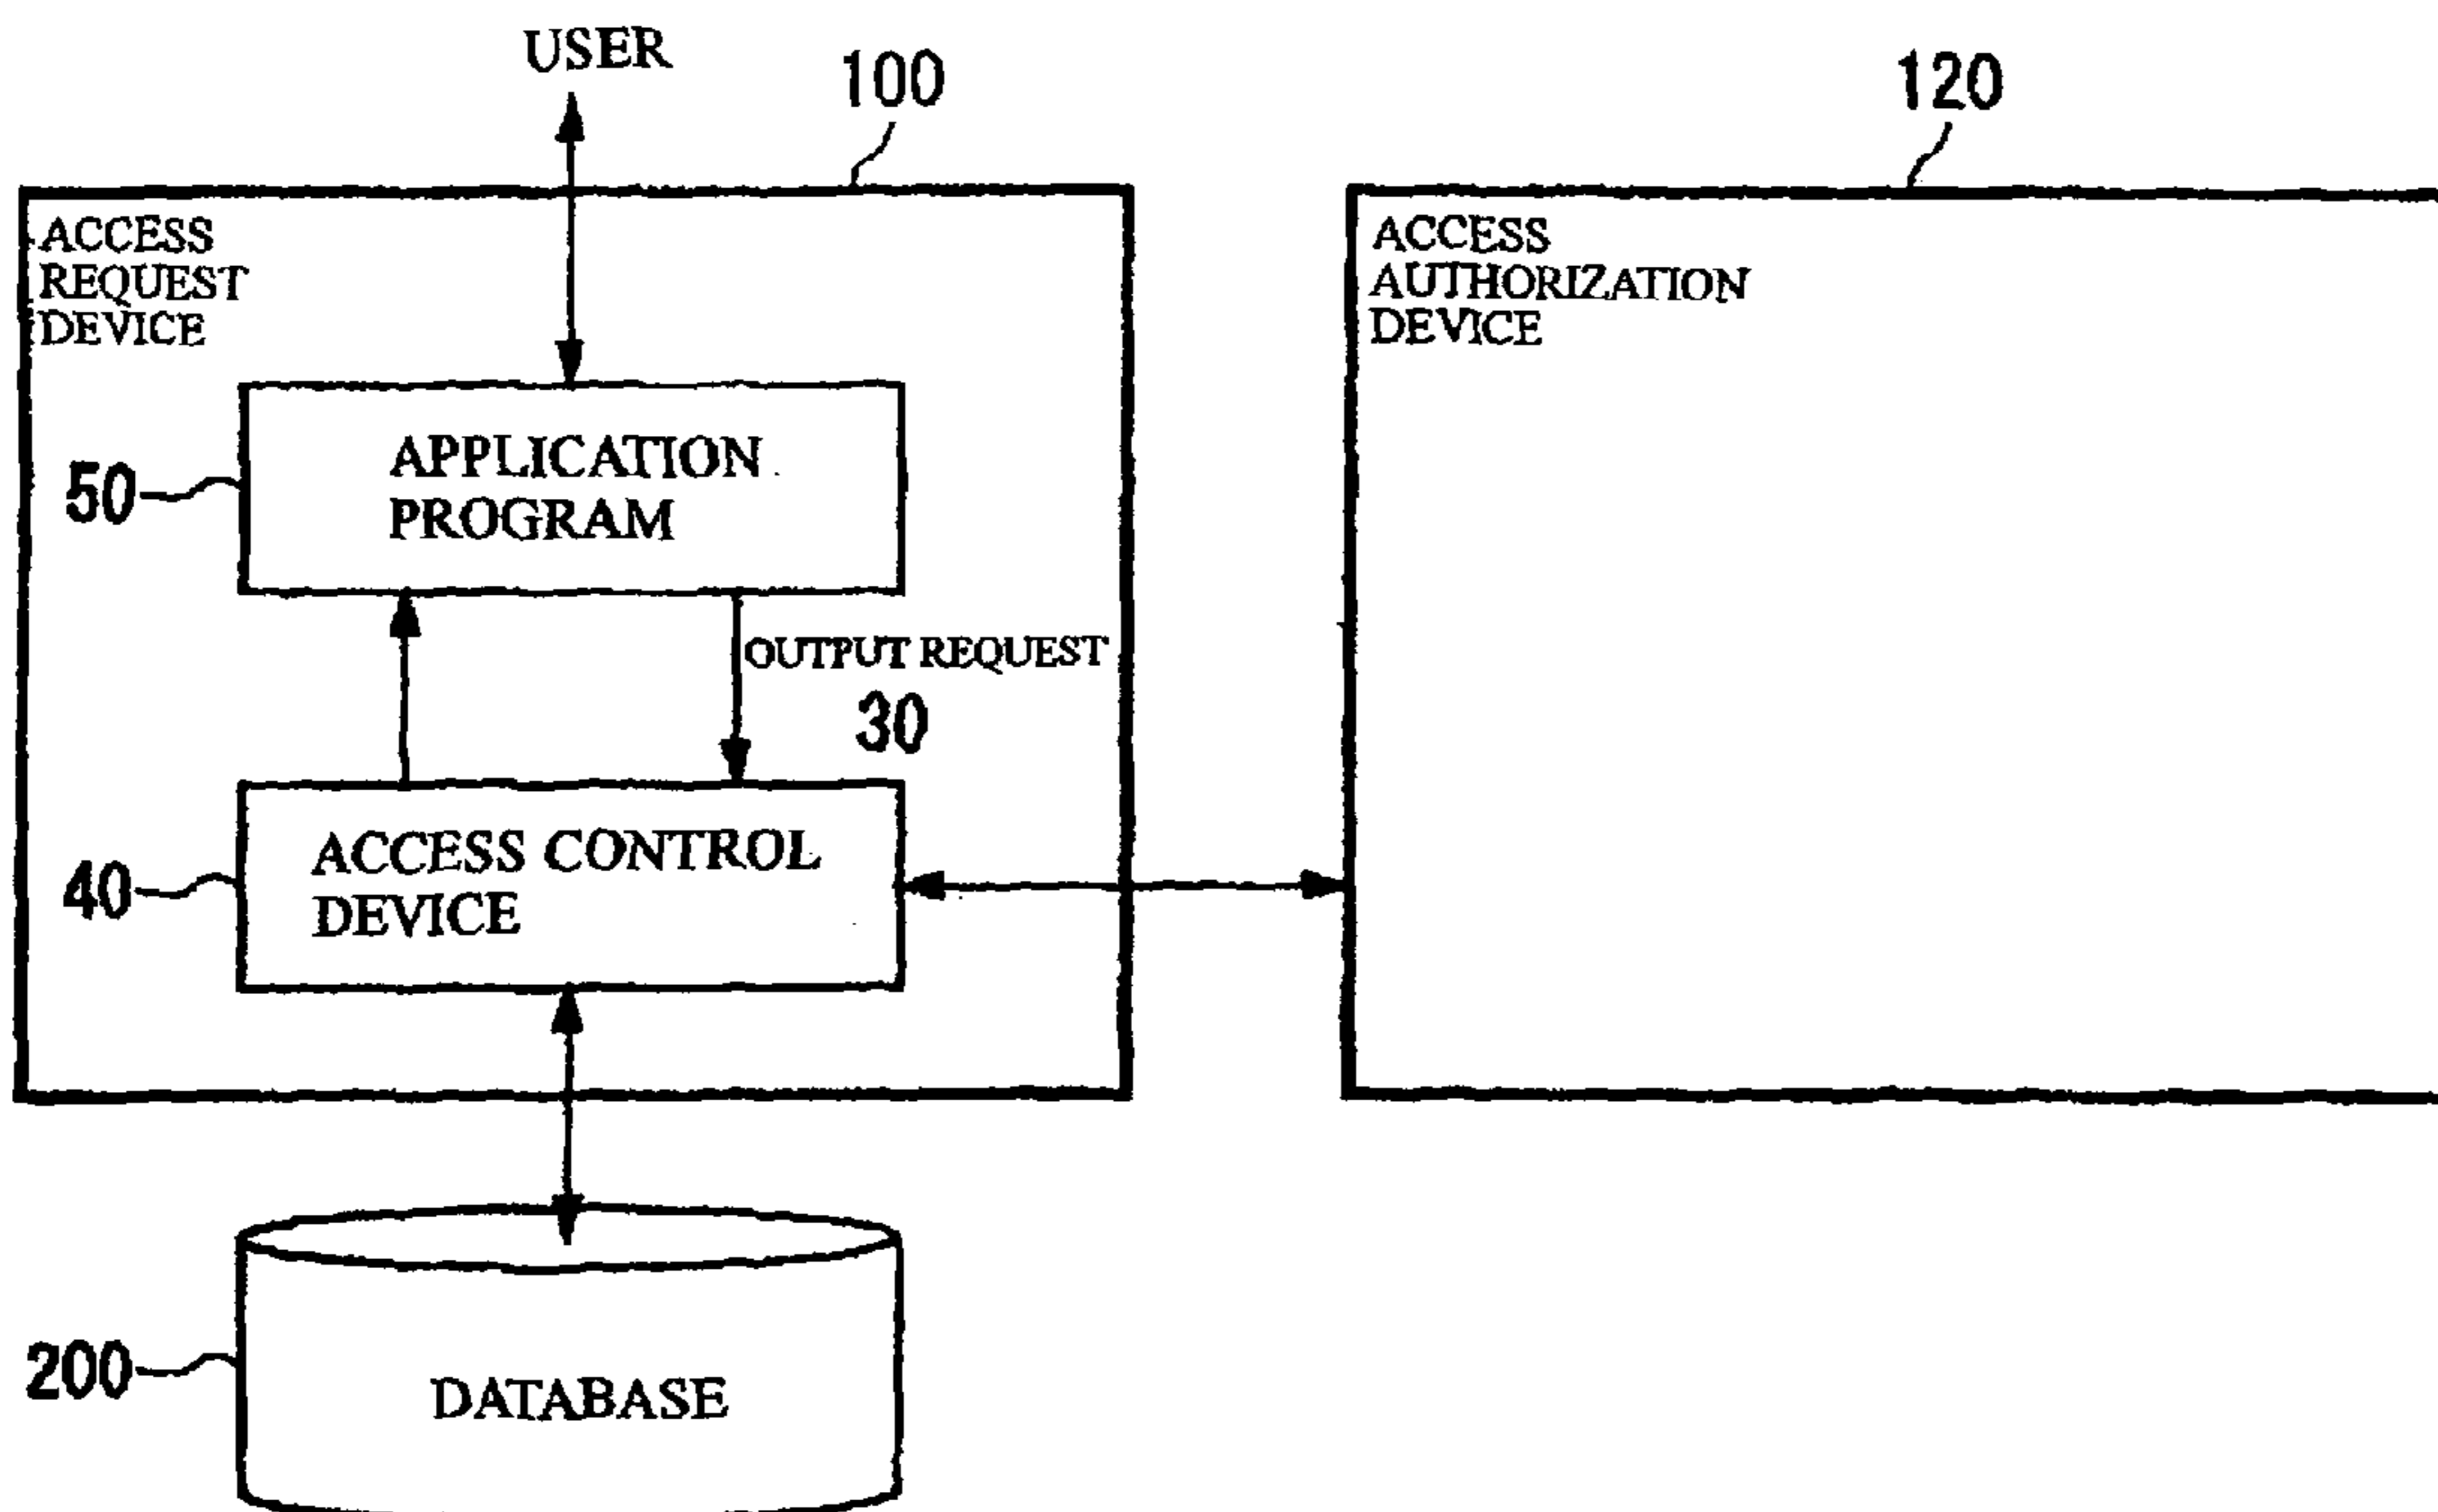 USER
100
120
ACCESS
REQUEST
DEVICE
ACCESS
AUTHORIZATION
DEVICE
50
APPLICATION
PROGRAM
OUTPUT REQUEST
30
40
ACCESS CONTROL
DEVICE
200
DATABASE